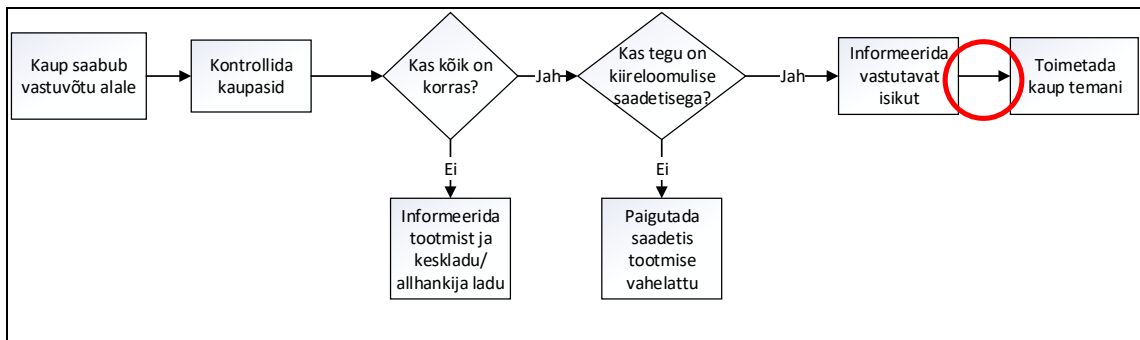 Kaup saabub
vastuvõtu alale
Kontrollida
kaupasid
Kas kõik on
korras?
Jah
Kas tegu on
kiireloomulise
saadetisega?
Jah
Informeerida
vastutavat
isikut
Toimetada
kaup temani
Ei
Informeerida
tootmist ja
keskladu/
allhankija ladu
Ei
Paigutada
saadetis
tootmise
vahelattu